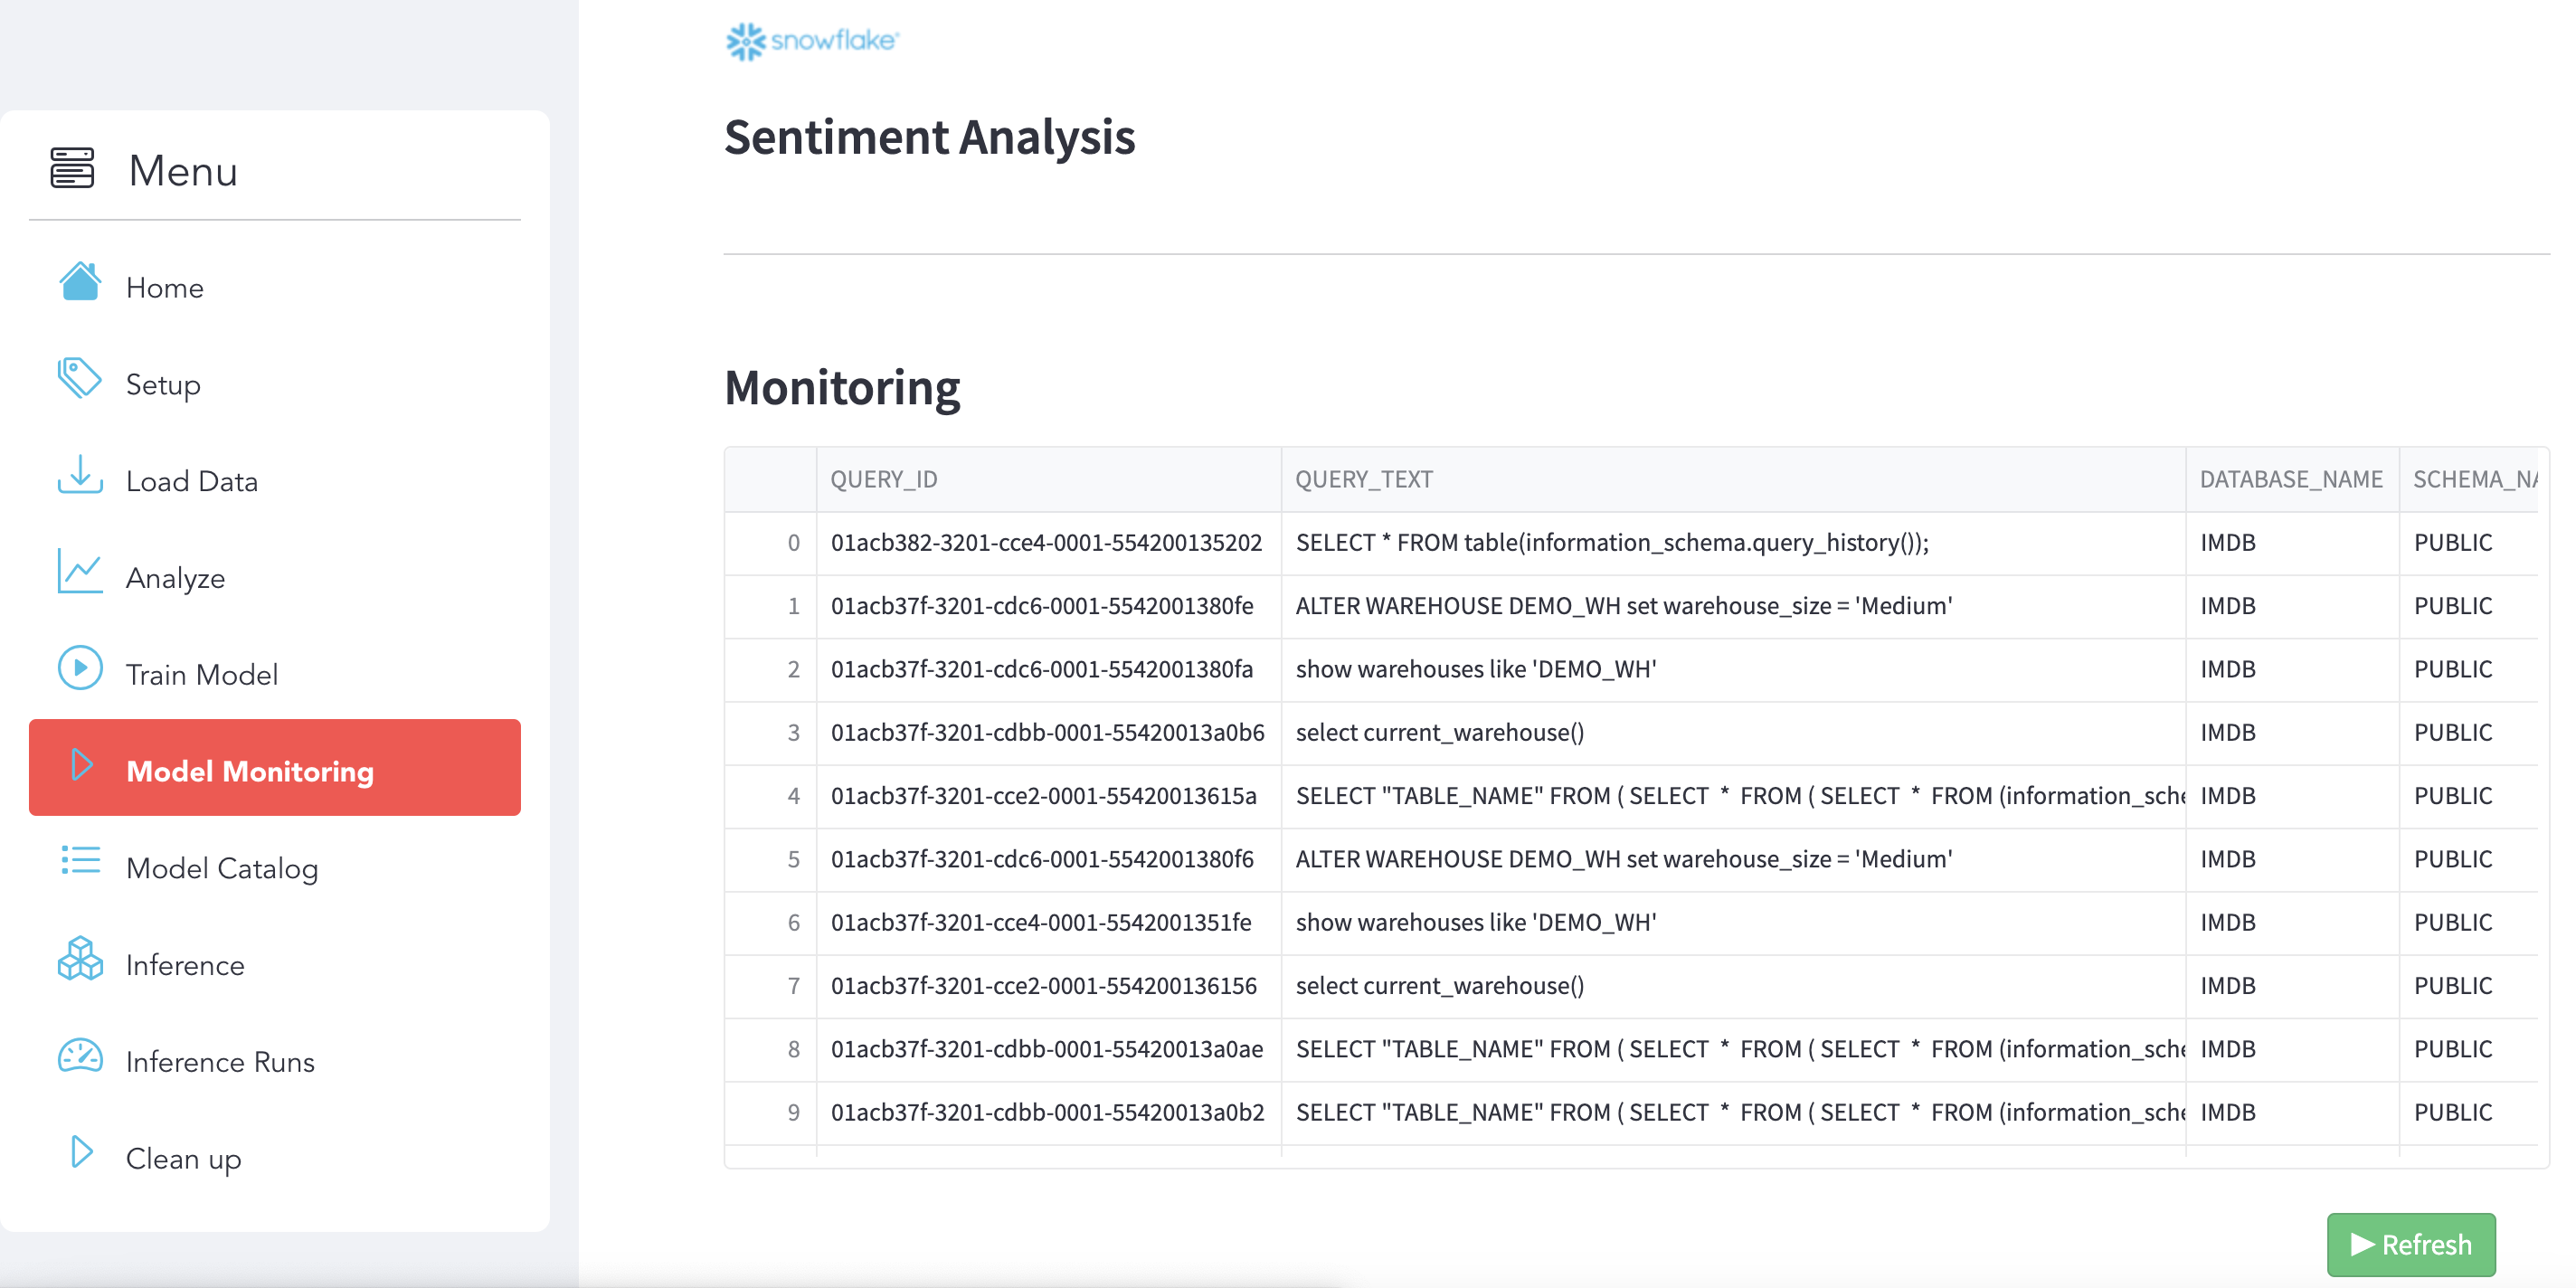 snowflake
Sentiment Analysis
Menu
Home
Setup
Load Data
Analyze
Train Model
Model Monitoring
Model Catalog
Inference
Inference Runs
Clean up
Monitoring
QUERY_ID QUERY_TEXT DATABASE_NAME SCHEMA_NA
0 01acb382-3201-cce4-0001-554200135202 SELECT * FROM table(information_schema.query_history()); IMDB PUBLIC
1 01acb37f-3201-cdc6-0001-5542001380fe ALTER WAREHOUSE DEMO_WH set warehouse_size = 'Medium' IMDB PUBLIC
2 01acb37f-3201-cdc6-0001-5542001380fa show warehouses like 'DEMO_WH' IMDB PUBLIC
3 01acb37f-3201-cdbb-0001-55420013a0b6 select current_warehouse() IMDB PUBLIC
4 01acb37f-3201-cce2-0001-55420013615a SELECT "TABLE_NAME" FROM ( SELECT * FROM ( SELECT * FROM (information_sche IMDB PUBLIC
5 01acb37f-3201-cdc6-0001-5542001380f6 ALTER WAREHOUSE DEMO_WH set warehouse_size = 'Medium' IMDB PUBLIC
6 01acb37f-3201-cce4-0001-5542001351fe show warehouses like 'DEMO_WH' IMDB PUBLIC
7 01acb37f-3201-cce2-0001-554200136156 select current_warehouse() IMDB PUBLIC
8 01acb37f-3201-cdbb-0001-55420013a0ae SELECT "TABLE_NAME" FROM ( SELECT * FROM ( SELECT * FROM (information_sche IMDB PUBLIC
9 01acb37f-3201-cdbb-0001-55420013a0b2 SELECT "TABLE_NAME" FROM ( SELECT * FROM ( SELECT * FROM (information_sche IMDB PUBLIC
Refresh